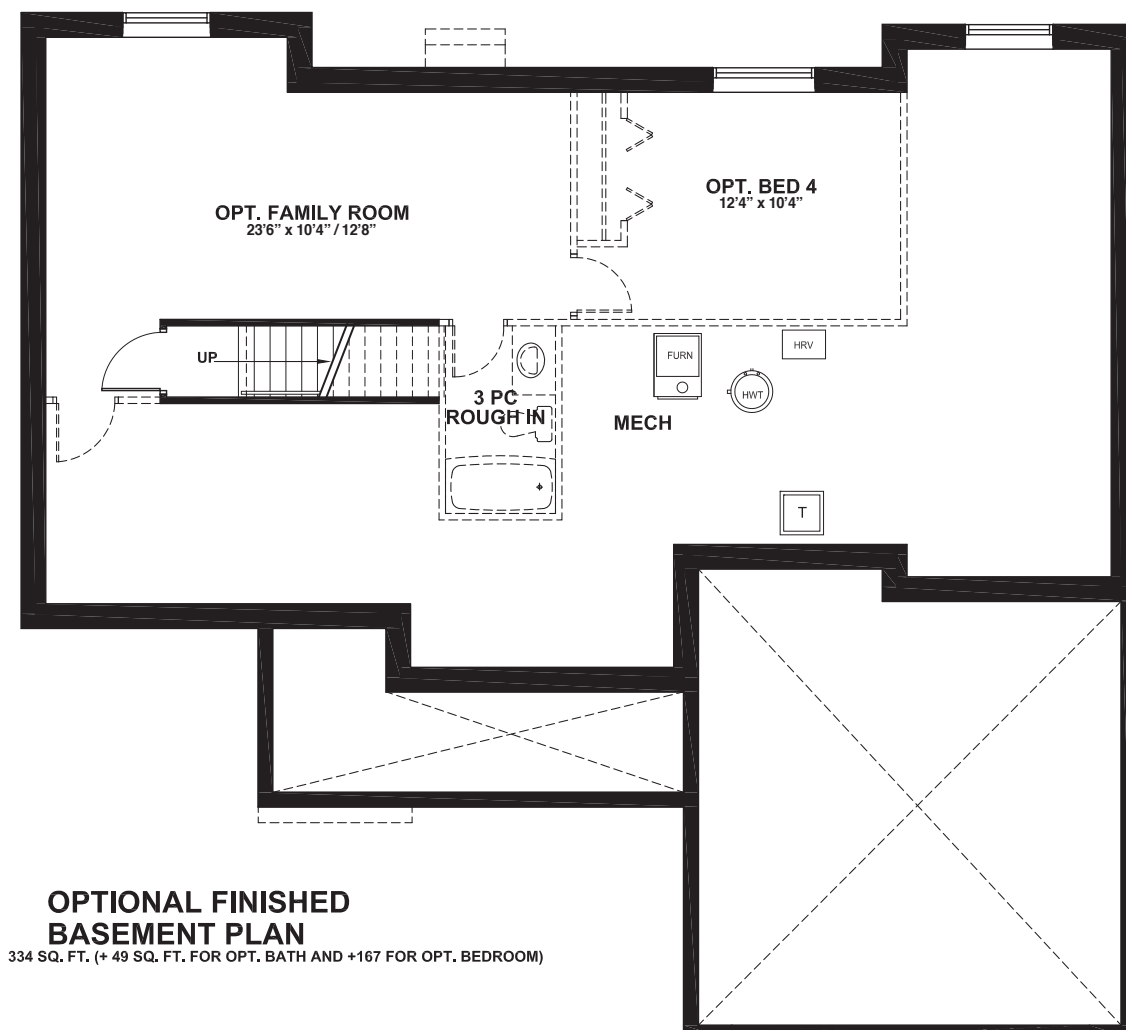 OPT. FAMILY ROOM
23'6" x 10'4" / 12'8"
OPT. BED 4
12'4" x 10'4"
UP
3 PC
ROUGH IN
FURN
HRV
HWT
MECH
T
OPTIONAL FINISHED
BASEMENT PLAN
334 SQ. FT. (+ 49 SQ. FT. FOR OPT. BATH AND +167 FOR OPT. BEDROOM)